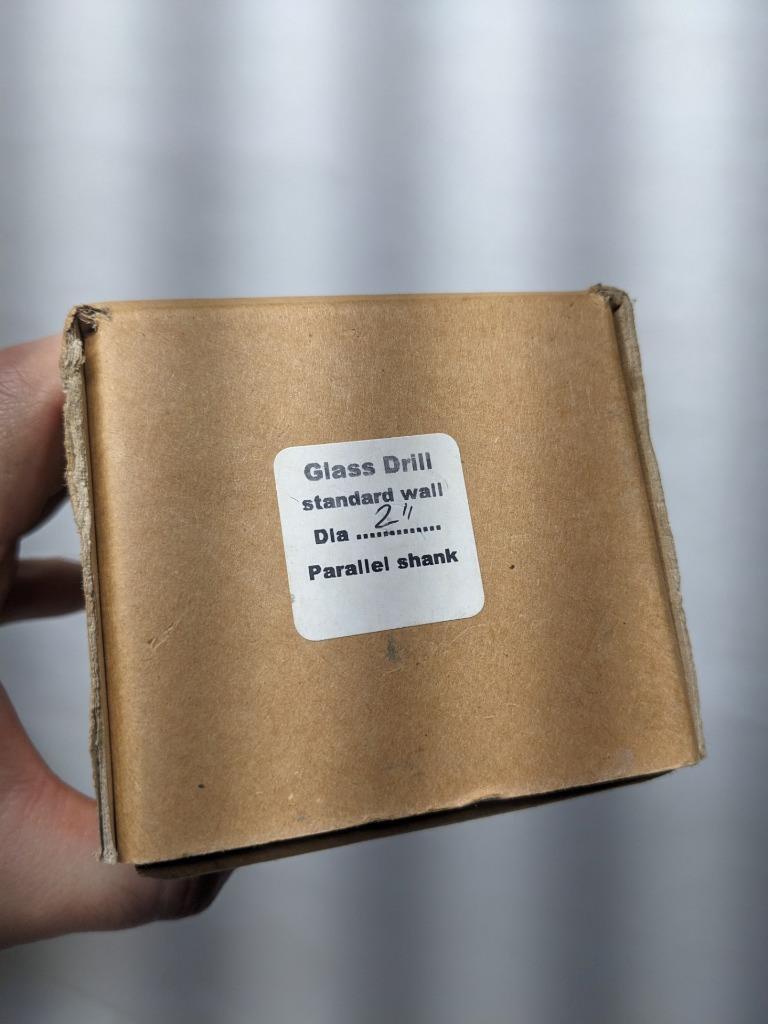 Glass Drill
standard wall
Dia ...2"..........
Parallel shank